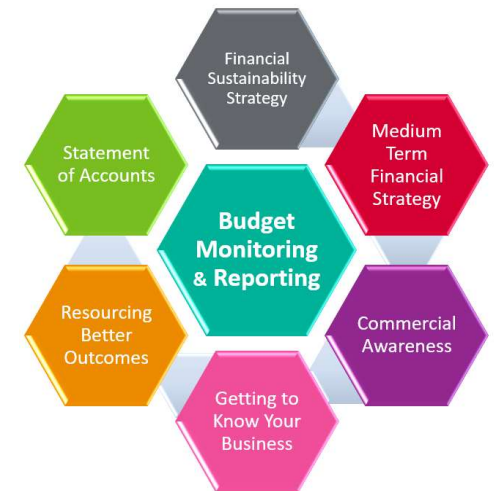 Financial
Sustainability
Strategy
Medium
Term
Financial
Strategy
Statement
of Accounts
Budget
Monitoring
& Reporting
Resourcing
Better
Outcomes
Commercial
Awareness
Getting to
Know Your
Business